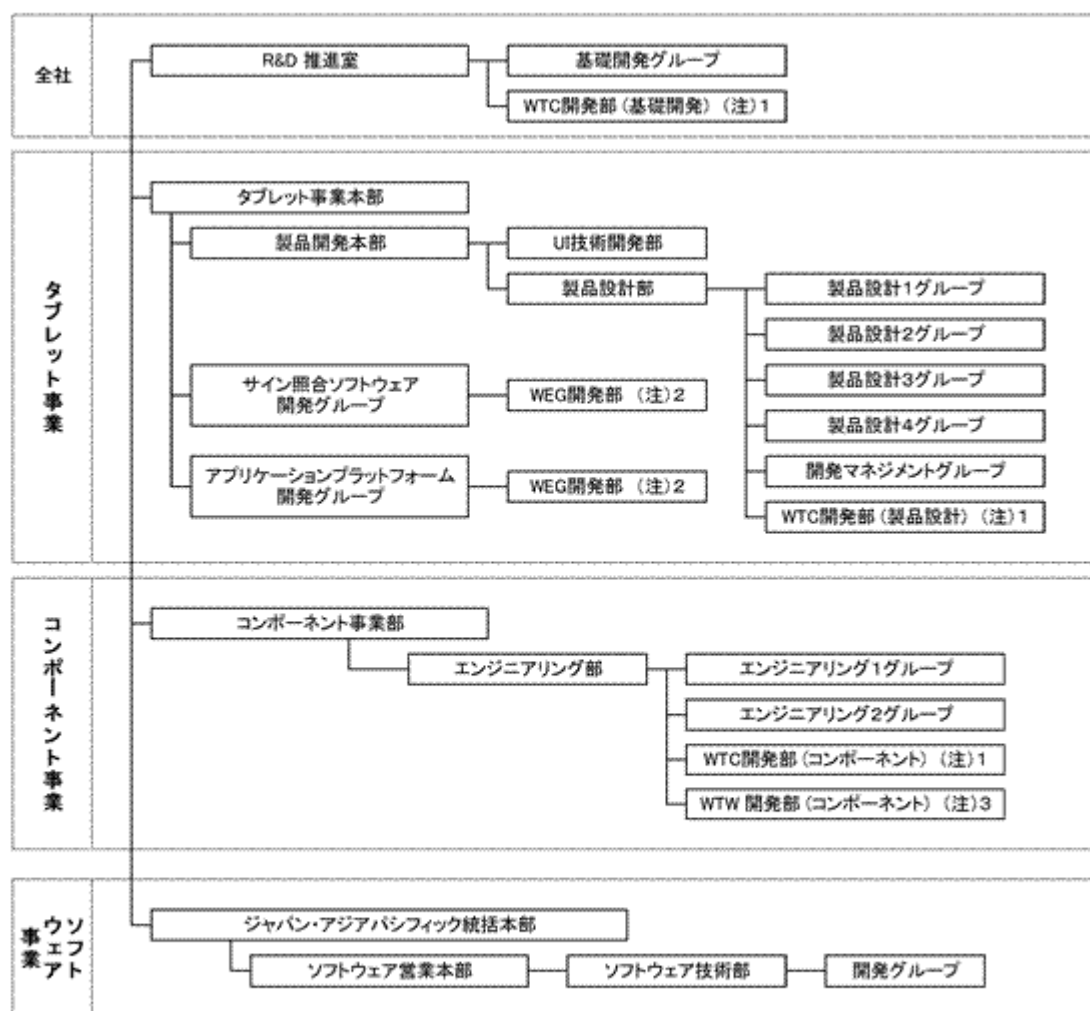 全社
R&D 推進室
基礎開発グループ
WTC開発部(基礎開発) (注)1
タブレット事業
タブレット事業本部
製品開発本部
UI技術開発部
製品設計部
製品設計1グループ
製品設計2グループ
製品設計3グループ
製品設計4グループ
開発マネジメントグループ
WTC開発部(製品設計) (注)1
サイン照合ソフトウェア
開発グループ
WEG開発部 (注)2
アプリケーションプラットフォーム
開発グループ
WEG開発部 (注)2
コンポーネント事業
コンポーネント事業部
エンジニアリング部
エンジニアリング1グループ
エンジニアリング2グループ
WTC開発部(コンポーネント) (注)1
WTW 開発部(コンポーネント) (注)3
ソフト
ウェア
事業
ジャパン・アジアパシフィック統括本部
ソフトウェア営業本部
ソフトウェア技術部
開発グループ